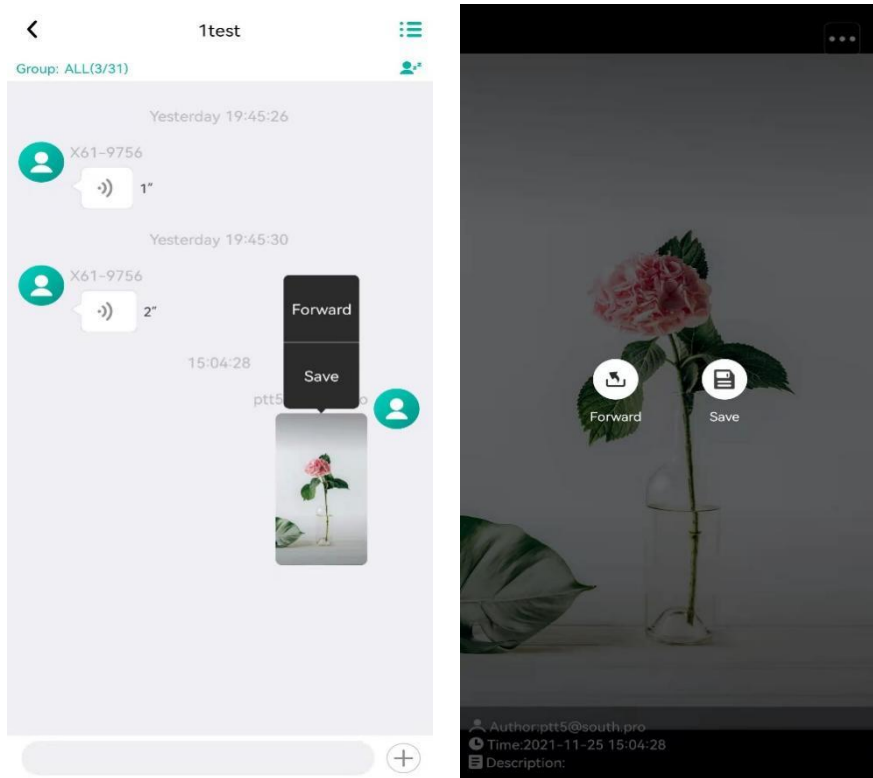 1test
Group: ALL(3/31)
Yesterday 19:45:26
X61-9756
1"
Yesterday 19:45:30
X61-9756
2"
Forward
15:04:28
Save
Forward
Save
Author:ptt5@south.pro
Time:2021-11-25 15:04:28
Description: